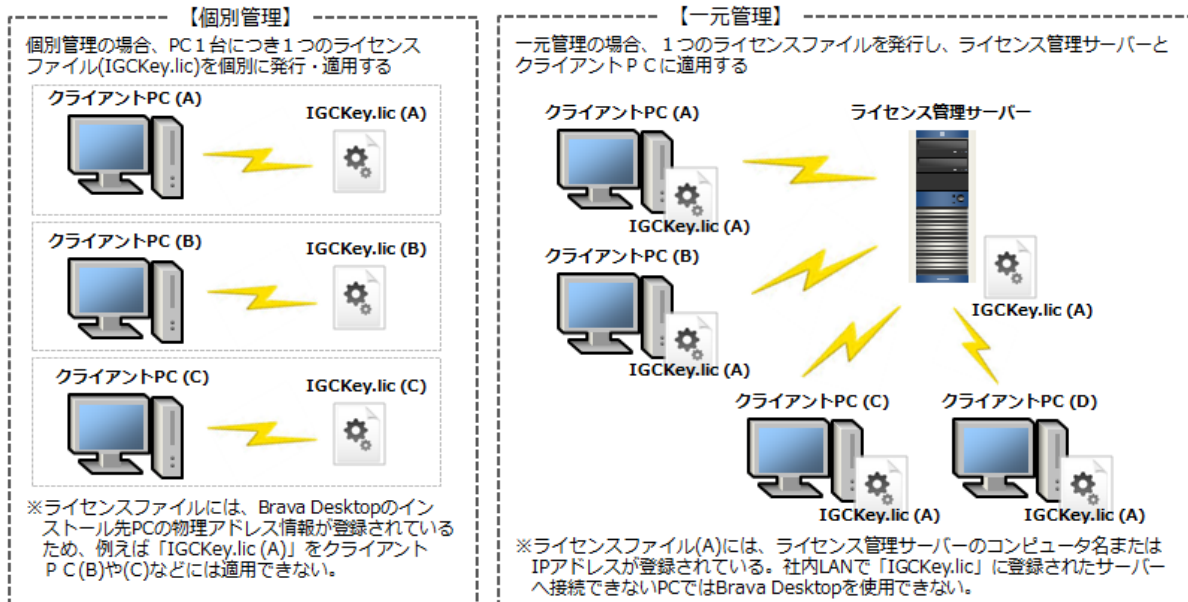 【個別管理】
個別管理の場合、PC１台につき１つのライセンス
ファイル(IGCKey.lic)を個別に発行・適用する
クライアントPC (A)
IGCKey.lic (A)
クライアントPC (B)
IGCKey.lic (B)
クライアントPC (C)
IGCKey.lic (C)
※ライセンスファイルには、Brava Desktopのイン
ストール先PCの物理アドレス情報が登録されている
ため、例えば「IGCKey.lic (A)」をクライアント
ＰＣ(B)や(C)などには適用できない。
【一元管理】
一元管理の場合、１つのライセンスファイルを発行し、ライセンス管理サーバーと
クライアントＰＣに適用する
クライアントPC (A)
IGCKey.lic (A)
ライセンス管理サーバー
IGCKey.lic (A)
クライアントPC (B)
IGCKey.lic (A)
クライアントPC (C)
IGCKey.lic (A)
クライアントPC (D)
IGCKey.lic (A)
※ライセンスファイル(A)には、ライセンス管理サーバーのコンピュータ名または
IPアドレスが登録されている。社内LANで「IGCKey.lic」に登録されたサーバー
へ接続できないPCではBrava Desktopを使用できない。